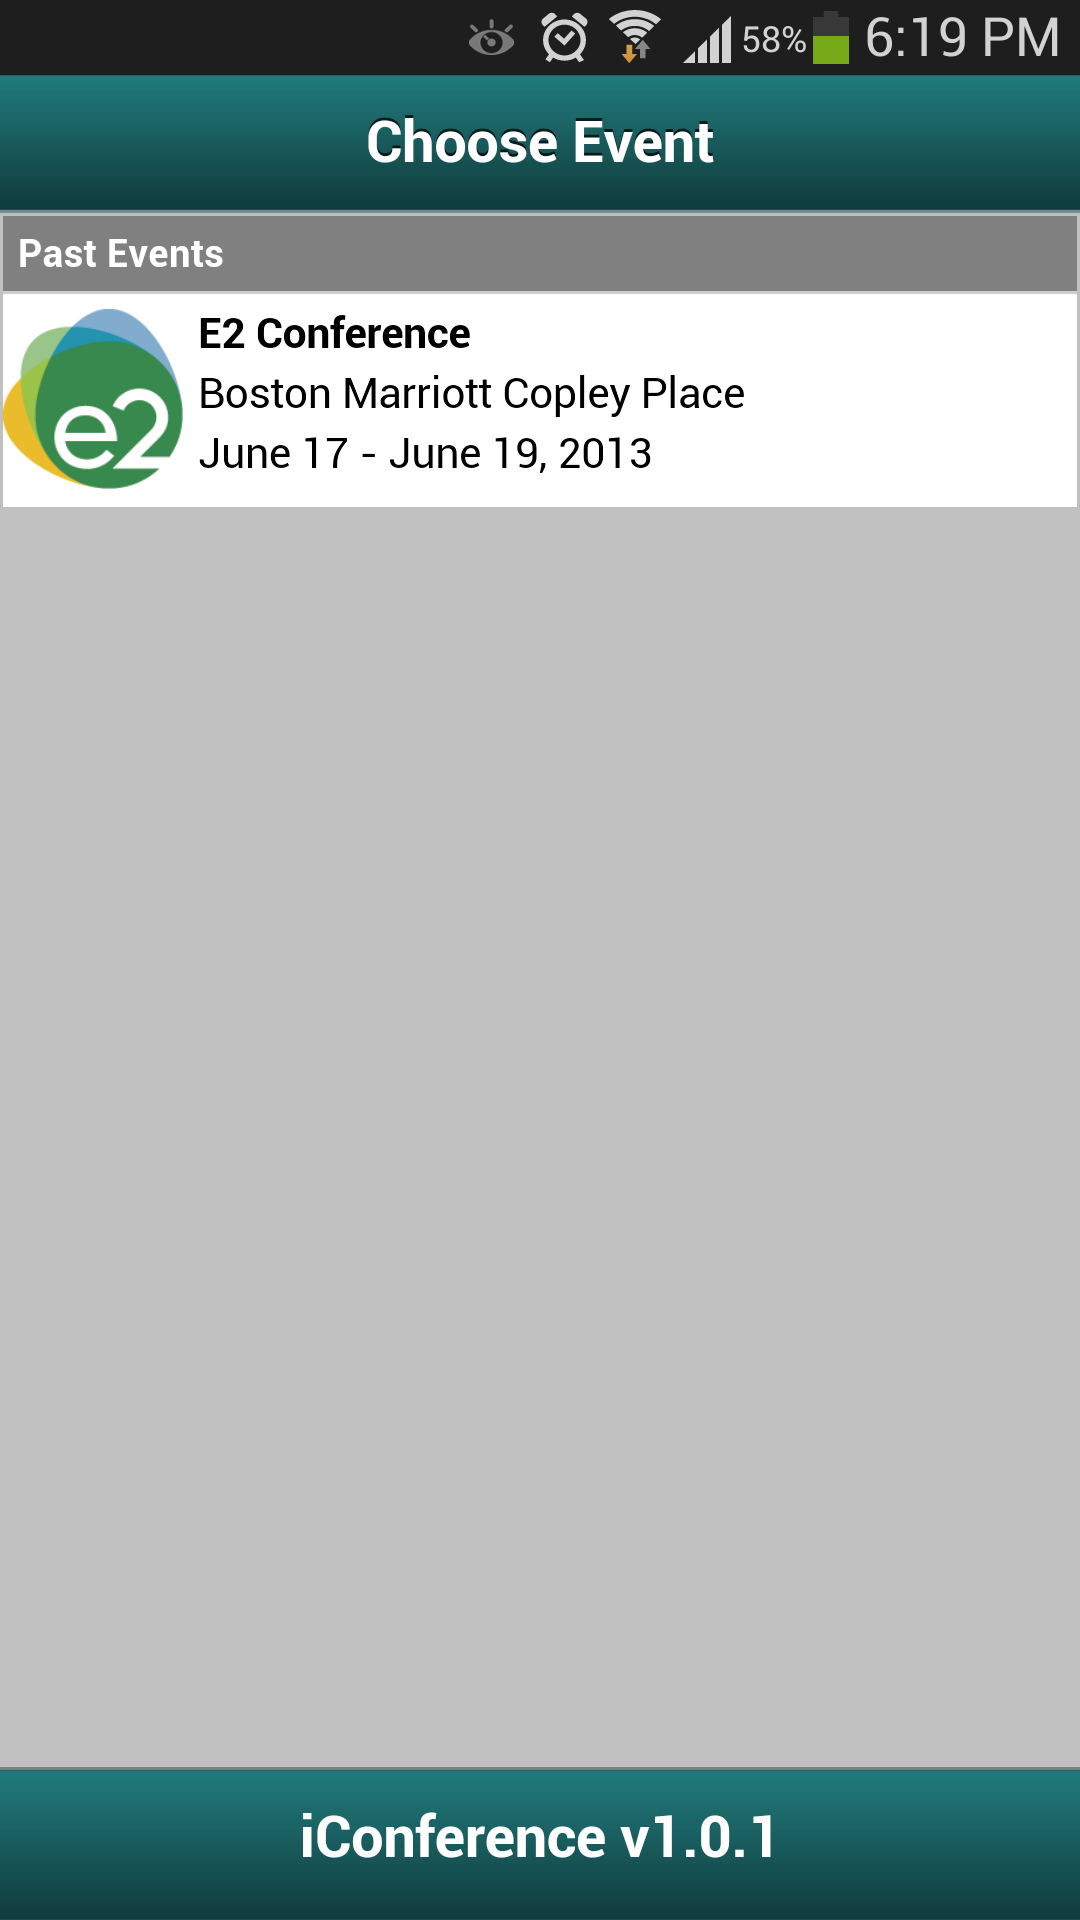 58% 6:19 PM
Choose Event
Past Events
e2
E2 Conference
Boston Marriott Copley Place
June 17 - June 19, 2013
iConference v1.0.1